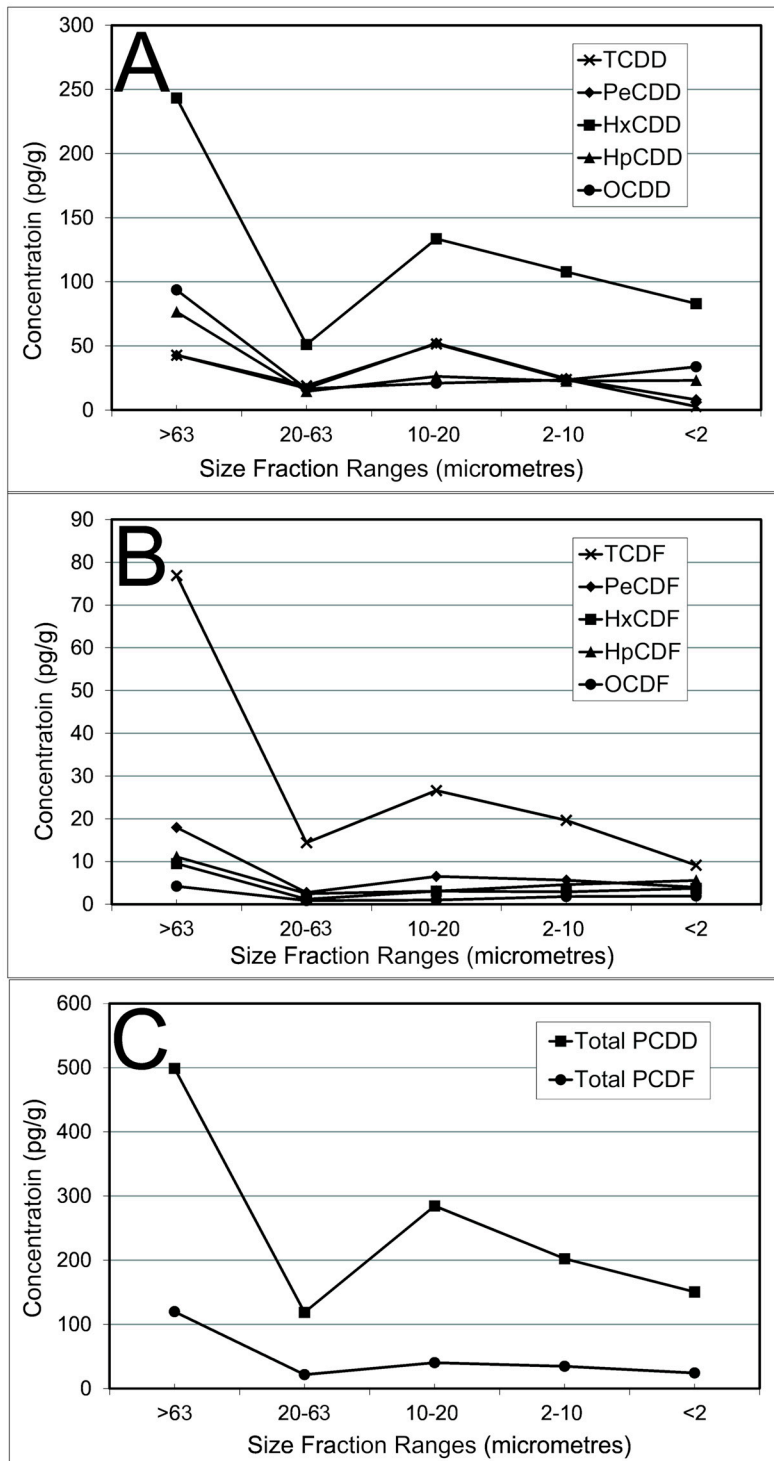 A
300
250
200
150
100
50
0
Concentratoin (pg/g)
TCDD
PeCDD
HxCDD
HpCDD
OCDD
>63 20-63 10-20 2-10 <2
Size Fraction Ranges (micrometres)
B
90
80
70
60
50
40
30
20
10
0
Concentratoin (pg/g)
TCDF
PeCDF
HxCDF
HpCDF
OCDF
>63 20-63 10-20 2-10 <2
Size Fraction Ranges (micrometres)
C
600
500
400
300
200
100
0
Concentratoin (pg/g)
Total PCDD
Total PCDF
>63 20-63 10-20 2-10 <2
Size Fraction Ranges (micrometres)